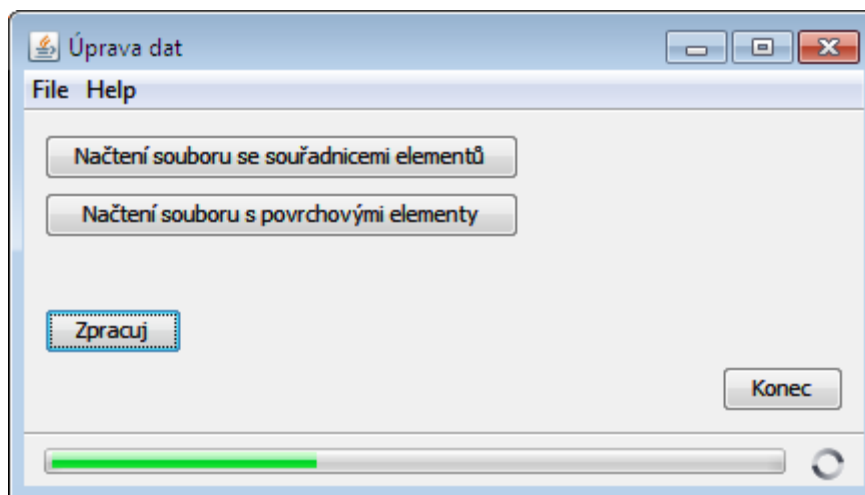 Úprava dat
File Help
Načtení souboru se souřadnicemi elementů
Načtení souboru s povrchovými elementy
Zpracuj
Konec